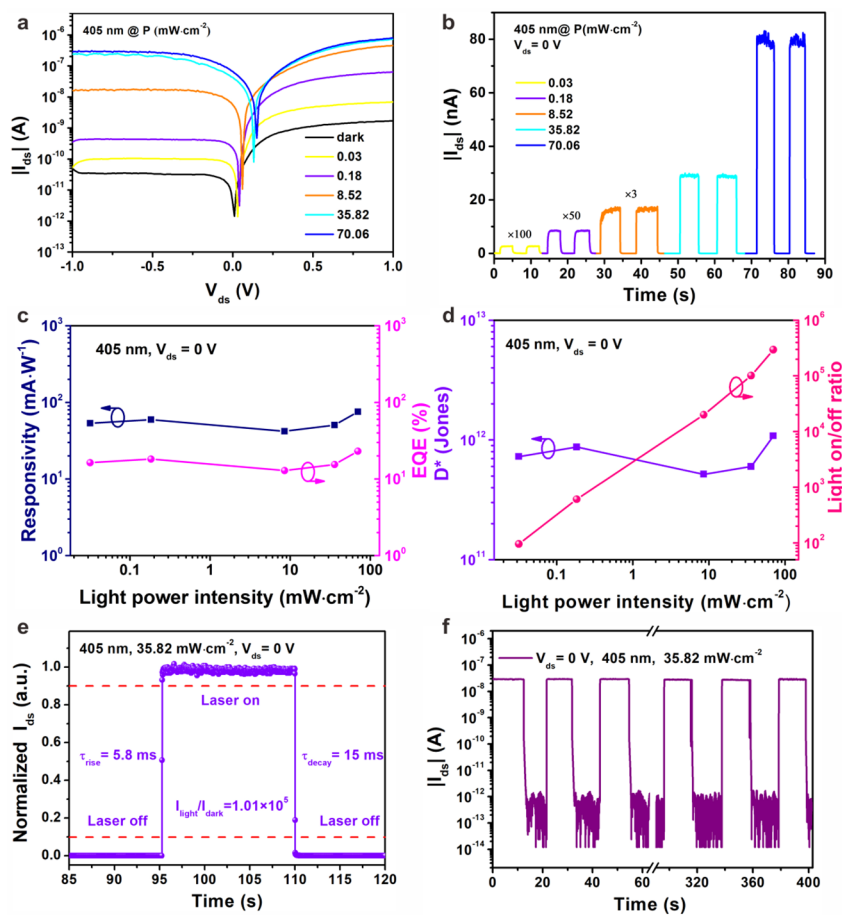 a
405 nm @ P (mW·cm⁻²)
10⁻⁵
10⁻⁶
10⁻⁷
10⁻⁸
10⁻⁹
10⁻¹⁰
10⁻¹¹
10⁻¹²
10⁻¹³
|I_ds| (A)
dark
0.03
0.18
8.52
35.82
70.06
-1.0 -0.5 0.0 0.5 1.0
V_ds (V)
b
405 nm@ P(mW·cm⁻²)
V_ds= 0 V
0.03
0.18
8.52
35.82
70.06
×100
×50
×3
80
60
40
20
0
|I_ds| (nA)
0 10 20 30 40 50 60 70 80 90
Time (s)
c
405 nm, V_ds = 0 V
10³
10²
10¹
10⁰
Responsivity (mA·W⁻¹)
10³
10²
10¹
10⁰
EQE (%)
0.1 1 10 100
Light power intensity (mW·cm⁻²)
d
405 nm, V_ds = 0 V
10¹³
10¹²
10¹¹
D* (Jones)
10⁶
10⁵
10⁴
10³
10²
Light on/off ratio
0.1 1 10 100
Light power intensity (mW·cm⁻²)
e
405 nm, 35.82 mW·cm⁻², V_ds= 0 V
1.0
0.8
0.6
0.4
0.2
0.0
Normalized I_ds (a.u.)
Laser on
τ_rise= 5.8 ms
τ_decay= 15 ms
I_light/I_dark=1.01×10⁵
Laser off
Laser off
85 90 95 100 105 110 115 120
Time (s)
f
V_ds= 0 V, 405 nm, 35.82 mW·cm⁻²
10⁻⁶
10⁻⁷
10⁻⁸
10⁻⁹
10⁻¹⁰
10⁻¹¹
10⁻¹²
10⁻¹³
10⁻¹⁴
|I_ds| (A)
0 20 40 60 320 360 400
Time (s)